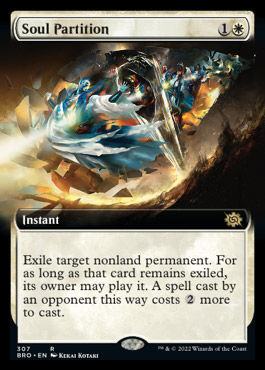 Soul Partition
Instant
Exile target nonland permanent. For
as long as that card remains exiled,
its owner may play it. A spell cast by
an opponent this way costs 2 more
to cast.
307 R
BRO • EN KEKAI KOTAKI
™ & © 2022 Wizards of the Coast